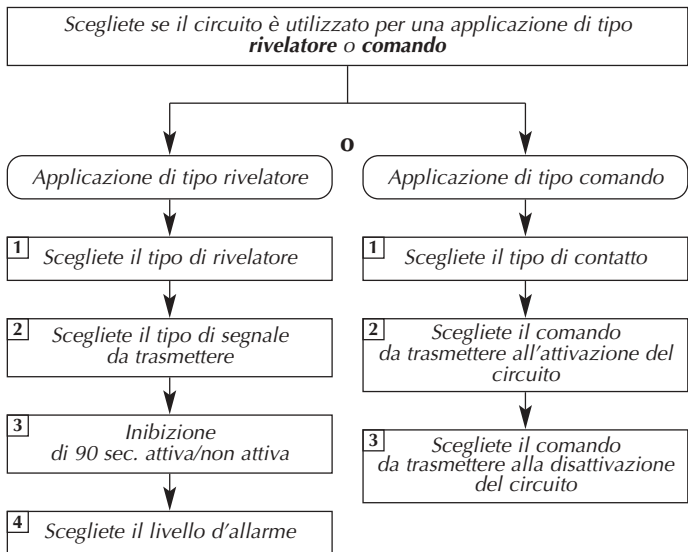 Scegliete se il circuito è utilizzato per una applicazione di tipo
rivelatore o comando
o
Applicazione di tipo rivelatore
1
Scegliete il tipo di rivelatore
2
Scegliete il tipo di segnale
da trasmettere
3
Inibizione
di 90 sec. attiva/non attiva
4
Scegliete il livello d'allarme
Applicazione di tipo comando
1
Scegliete il tipo di contatto
2
Scegliete il comando
da trasmettere all'attivazione del
circuito
3
Scegliete il comando
da trasmettere alla disattivazione
del circuito